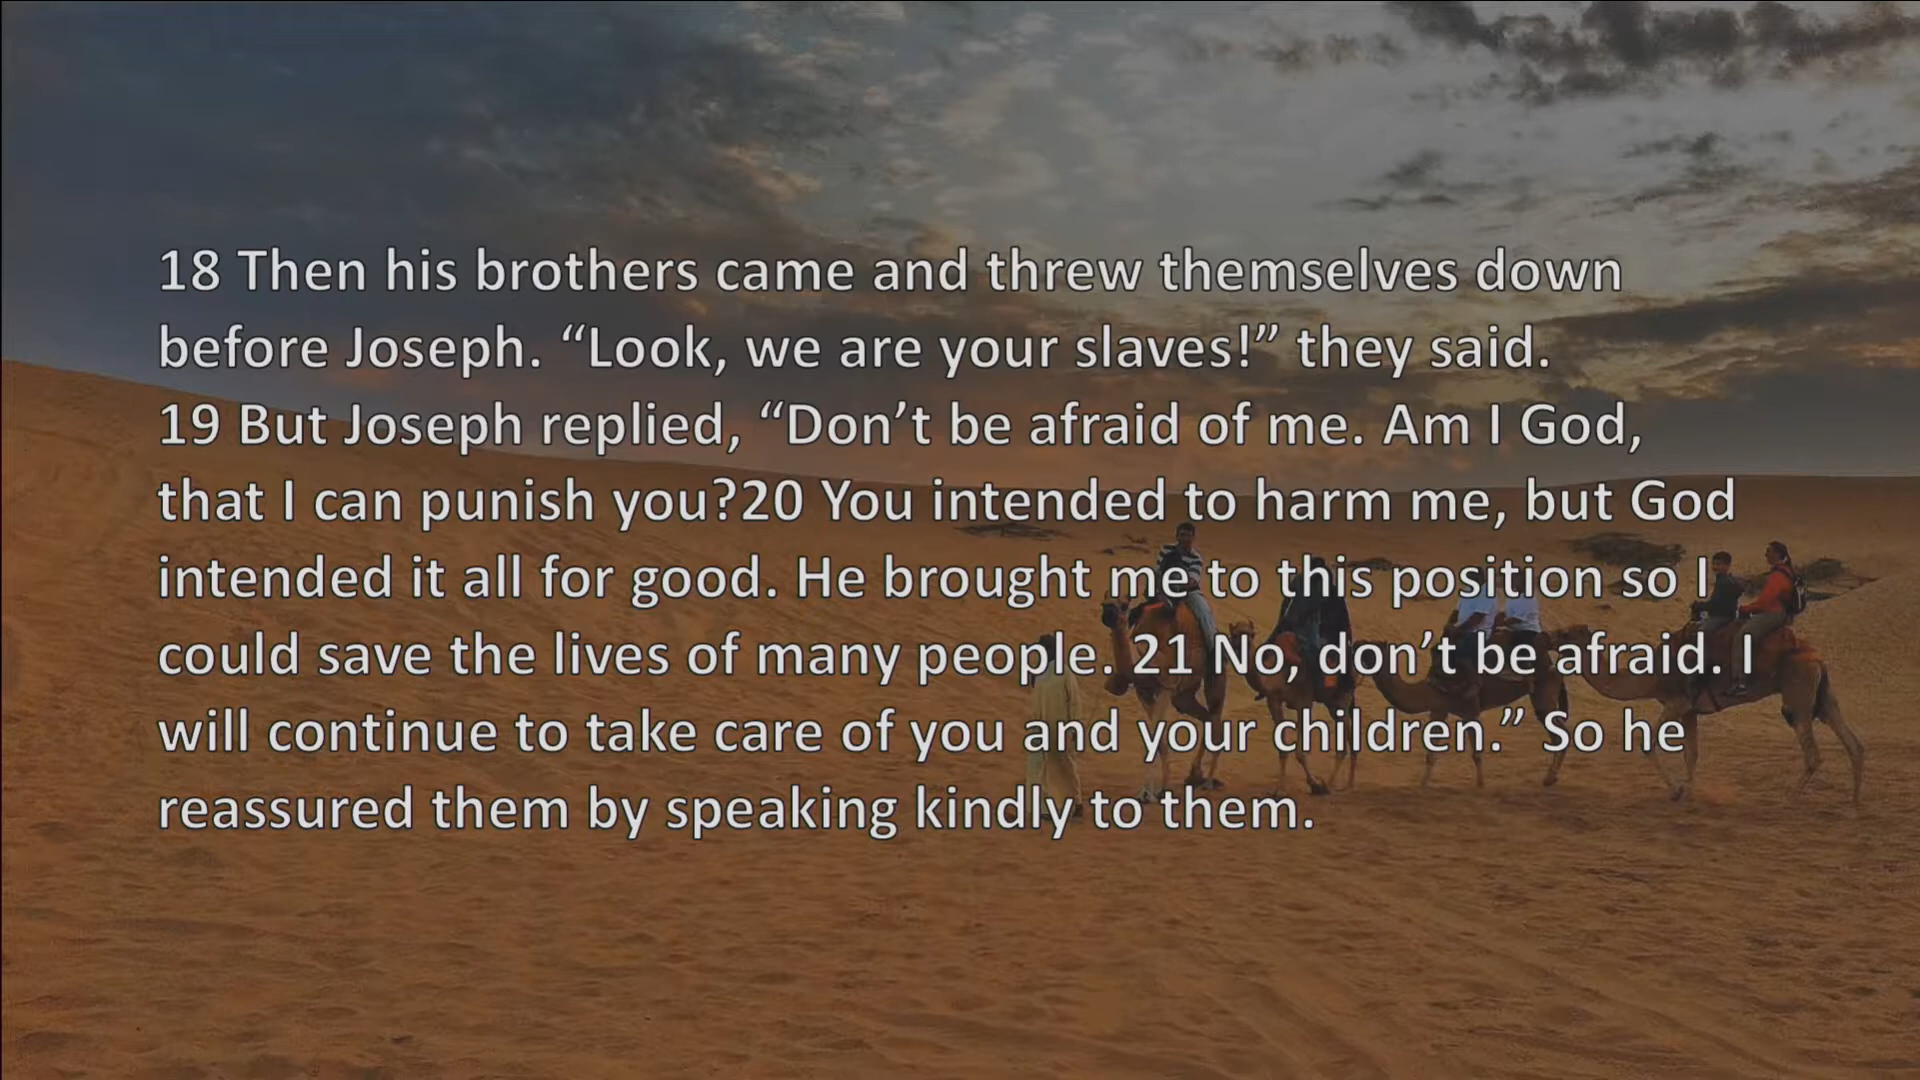 18 Then his brothers came and threw themselves down
before Joseph. “Look, we are your slaves!” they said.
19 But Joseph replied, “Don’t be afraid of me. Am I God,
that I can punish you?20 You intended to harm me, but God
intended it all for good. He brought me to this position so I
could save the lives of many people. 21 No, don’t be afraid. I
will continue to take care of you and your children.” So he
reassured them by speaking kindly to them.